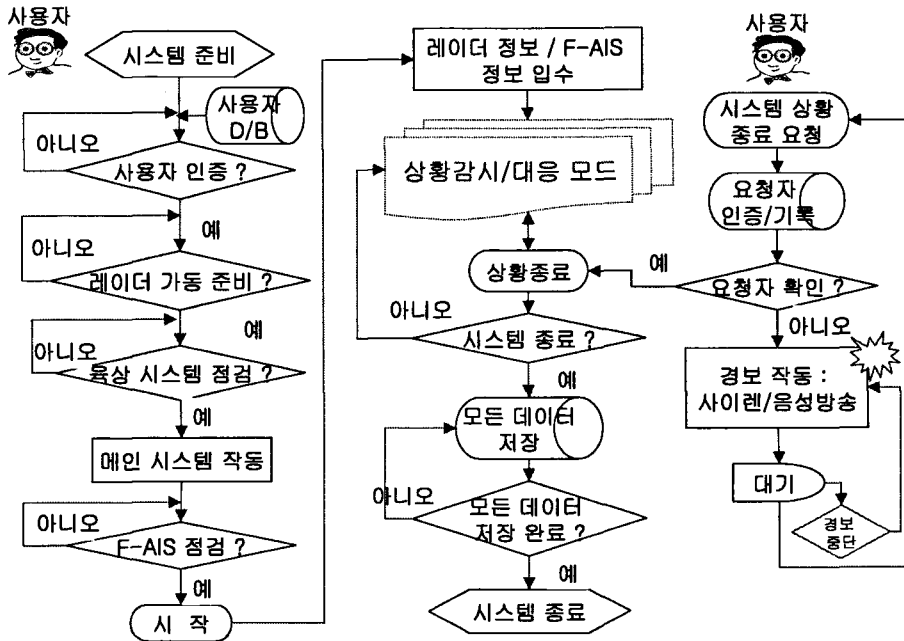 사용자
시스템 준비
사용자
D/B
아니오
사용자 인증 ?
예
아니오
레이더 가동 준비 ?
예
아니오
육상 시스템 점검 ?
예
메인 시스템 작동
아니오
F-AIS 점검 ?
예
시 작
레이더 정보 / F-AIS
정보 입수
상황감시/대응 모드
상황종료
아니오
시스템 종료 ?
예
모든 데이터
저장
아니오
모든 데이터
저장 완료 ?
예
시스템 종료
사용자
시스템 상황
종료 요청
요청자
인증/기록
예
요청자 확인 ?
아니오
경보 작동 :
사이렌/음성방송
대기
경보
중단